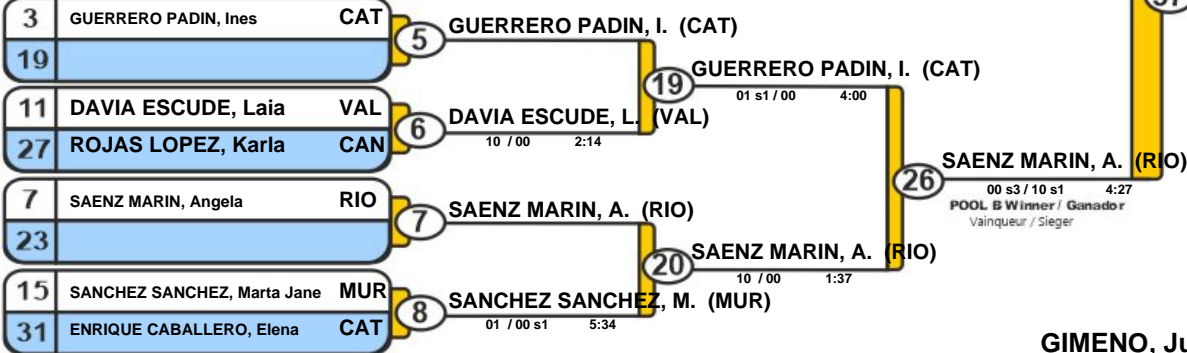 3 GUERRERO PADIN, Ines CAT
19
5 GUERRERO PADIN, I. (CAT)
11 DAVIA ESCUDE, Laia VAL
27 ROJAS LOPEZ, Karla CAN
6 DAVIA ESCUDE, L. (VAL)
10 / 00 2:14
19 GUERRERO PADIN, I. (CAT)
01 s1 / 00 4:00
7 SAENZ MARIN, Angela RIO
23
7 SAENZ MARIN, A. (RIO)
15 SANCHEZ SANCHEZ, Marta Jane MUR
31 ENRIQUE CABALLERO, Elena CAT
8 SANCHEZ SANCHEZ, M. (MUR)
01 / 00 s1 5:34
20 SAENZ MARIN, A. (RIO)
10 / 00 1:37
26 SAENZ MARIN, A. (RIO)
00 s3 / 10 s1 4:27
POOL B Winner / Ganador
Vainqueur / Sieger
GIMENO, Ju